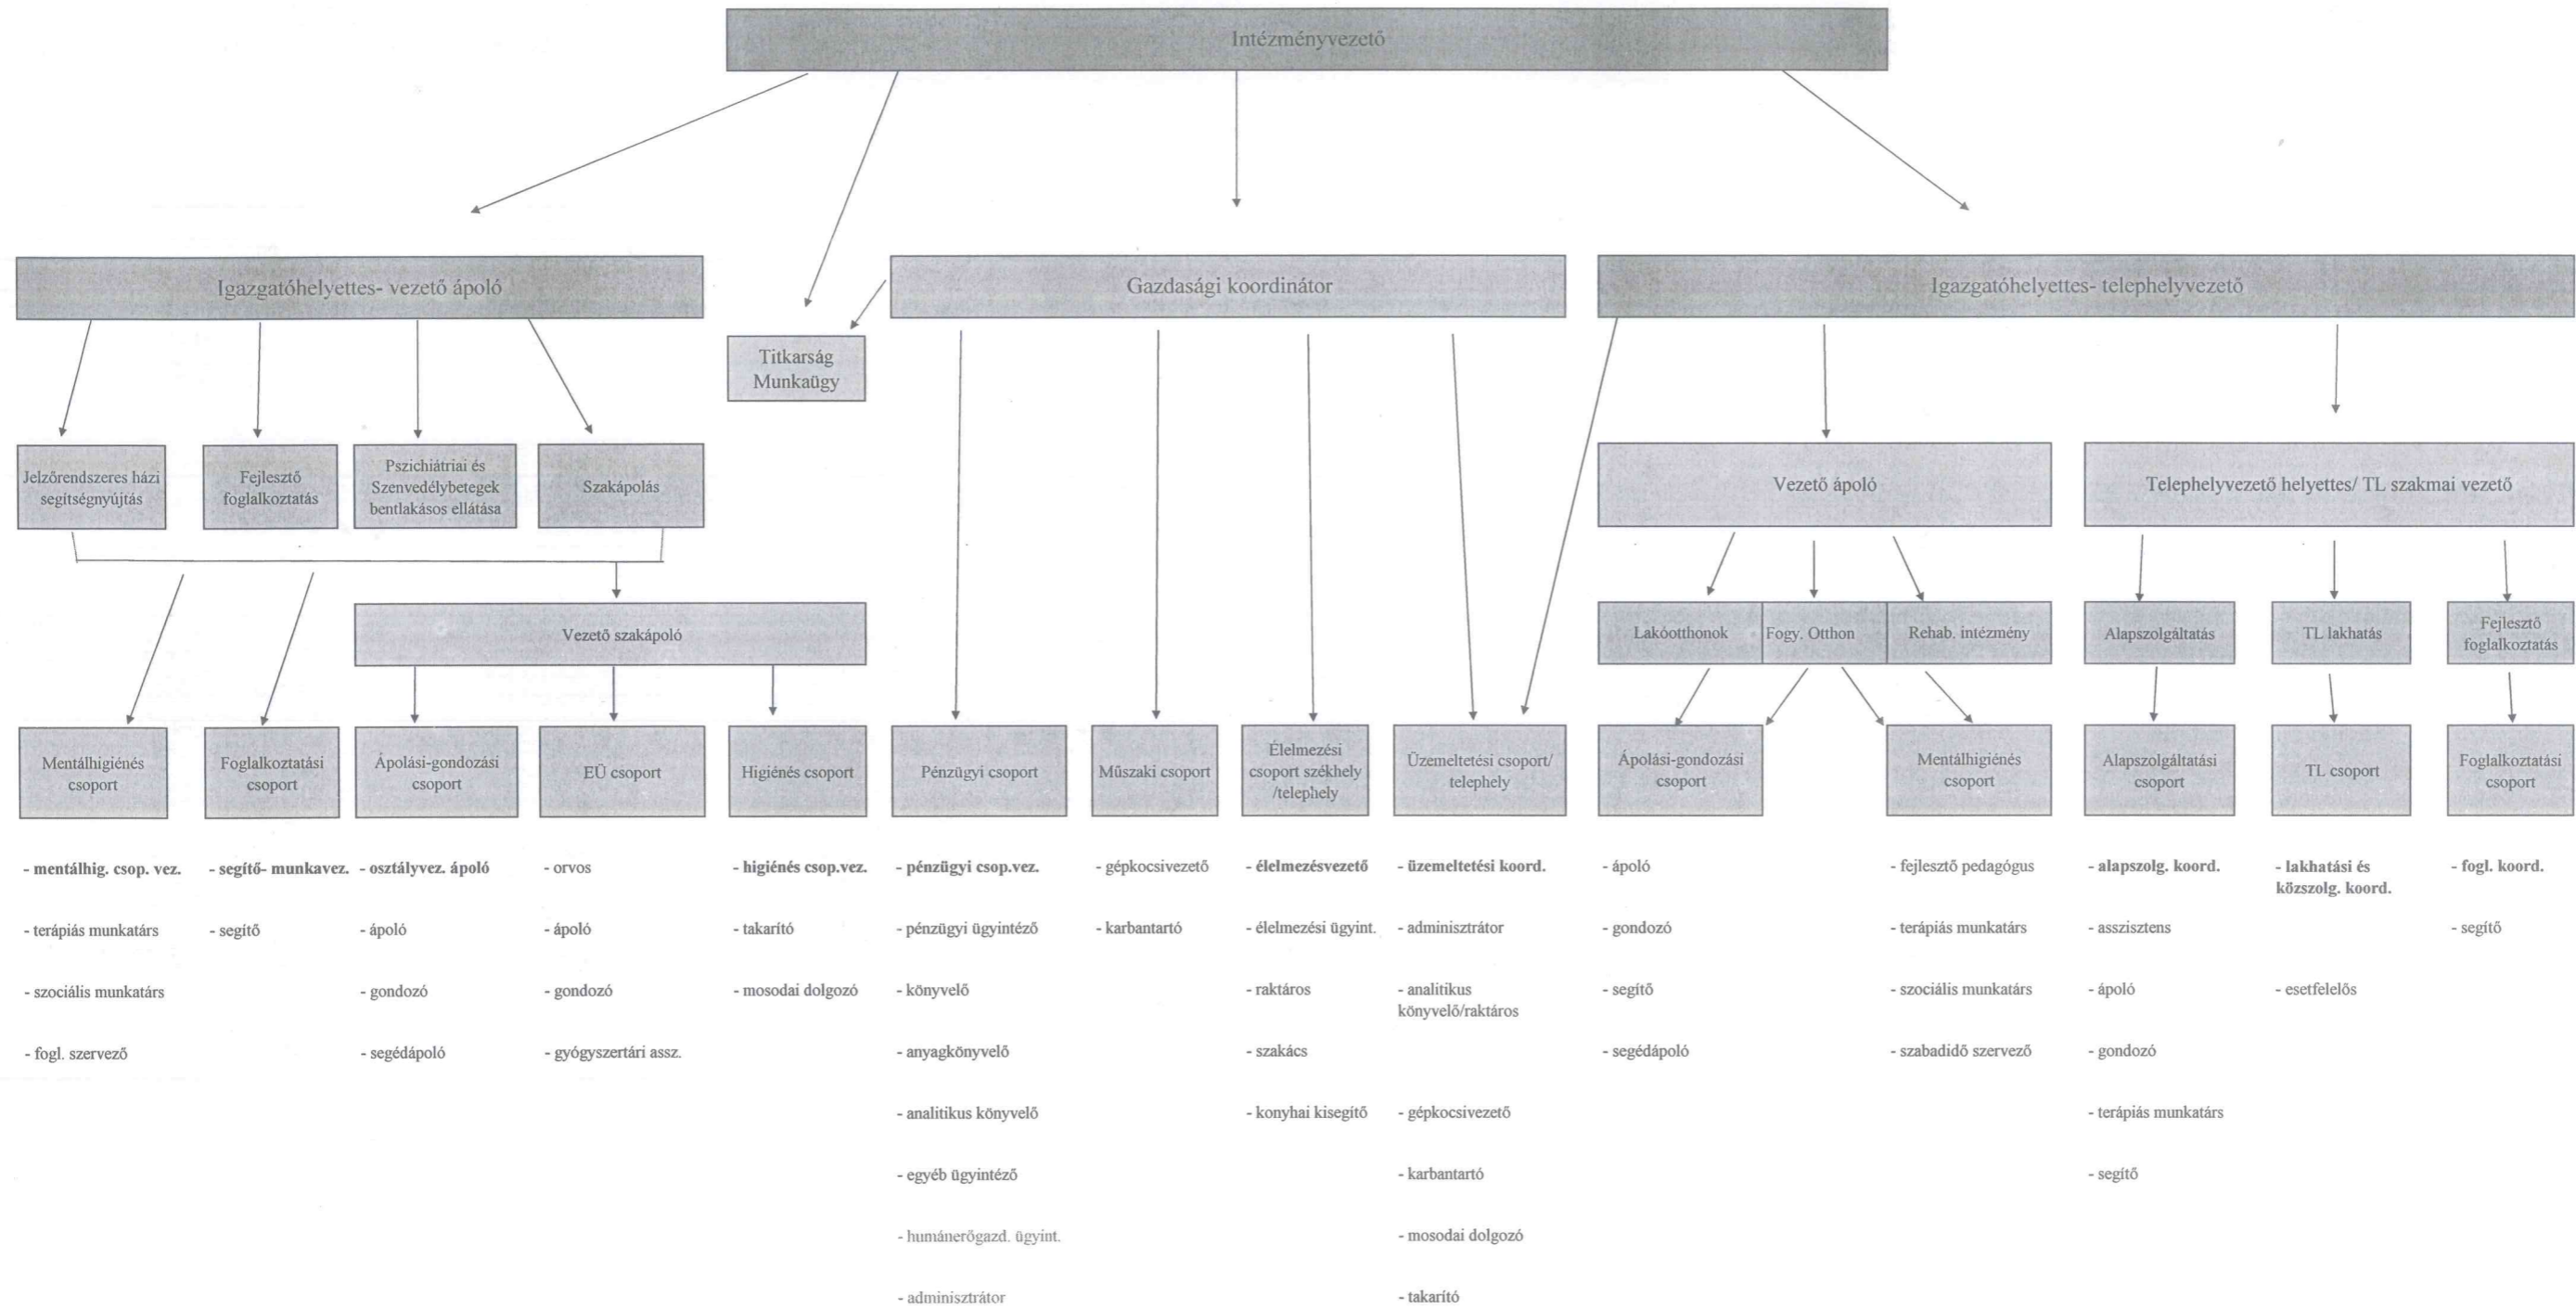 Intézményvezető
Igazgatóhelyettes- vezető ápoló
Gazdasági koordinátor
Igazgatóhelyettes- telephelyvezető
Titkarság
Munkaügy
Jelzőrendszeres házi
segítségnyújtás
Fejlesztő
foglalkoztatás
Pszichiátriai és
Szenvedélybetegek
bentlakásos ellátása
Szakápolás
Vezető ápoló
Telephelyvezető helyettes/ TL szakmai vezető
Vezető szakápoló
Lakóotthonok
Fogy. Otthon
Rehab. intézmény
Alapszolgáltatás
TL lakhatás
Fejlesztő
foglalkoztatás
Mentálhigiénés
csoport
Foglalkoztatási
csoport
Ápolási-gondozási
csoport
EÜ csoport
Higiénés csoport
Pénzügyi csoport
Műszaki csoport
Élelmezési
csoport székhely
/telephely
Üzemeltetési csoport/
telephely
Ápolási-gondozási
csoport
Mentálhigiénés
csoport
Alapszolgáltatási
csoport
TL csoport
Foglalkoztatási
csoport
- mentálhig. csop. vez.
- terápiás munkatárs
- szociális munkatárs
- fogl. szervező
- segítő- munkavez.
- segítő
- osztályvez. ápoló
- ápoló
- gondozó
- segédápoló
- orvos
- ápoló
- gondozó
- gyógyszertári assz.
- higiénés csop.vez.
- takarító
- mosodai dolgozó
- pénzügyi csop.vez.
- pénzügyi ügyintéző
- könyvelő
- anyagkönyvelő
- analitikus könyvelő
- egyéb ügyintéző
- humánerőgazd. ügyint.
- adminisztrátor
- gépkocsivezető
- karbantartó
- élelmezésvezető
- élelmezési ügyint.
- raktáros
- szakács
- konyhai kisegítő
- üzemeltetési koord.
- adminisztrátor
- analitikus
könyvelő/raktáros
- gépkocsivezető
- karbantartó
- mosodai dolgozó
- takarító
- ápoló
- gondozó
- segítő
- segédápoló
- fejlesztő pedagógus
- terápiás munkatárs
- szociális munkatárs
- szabadidő szervező
- alapszolg. koord.
- asszisztens
- ápoló
- gondozó
- terápiás munkatárs
- segítő
- lakhatási és
közszolg. koord.
- esetfelelős
- fogl. koord.
- segítő